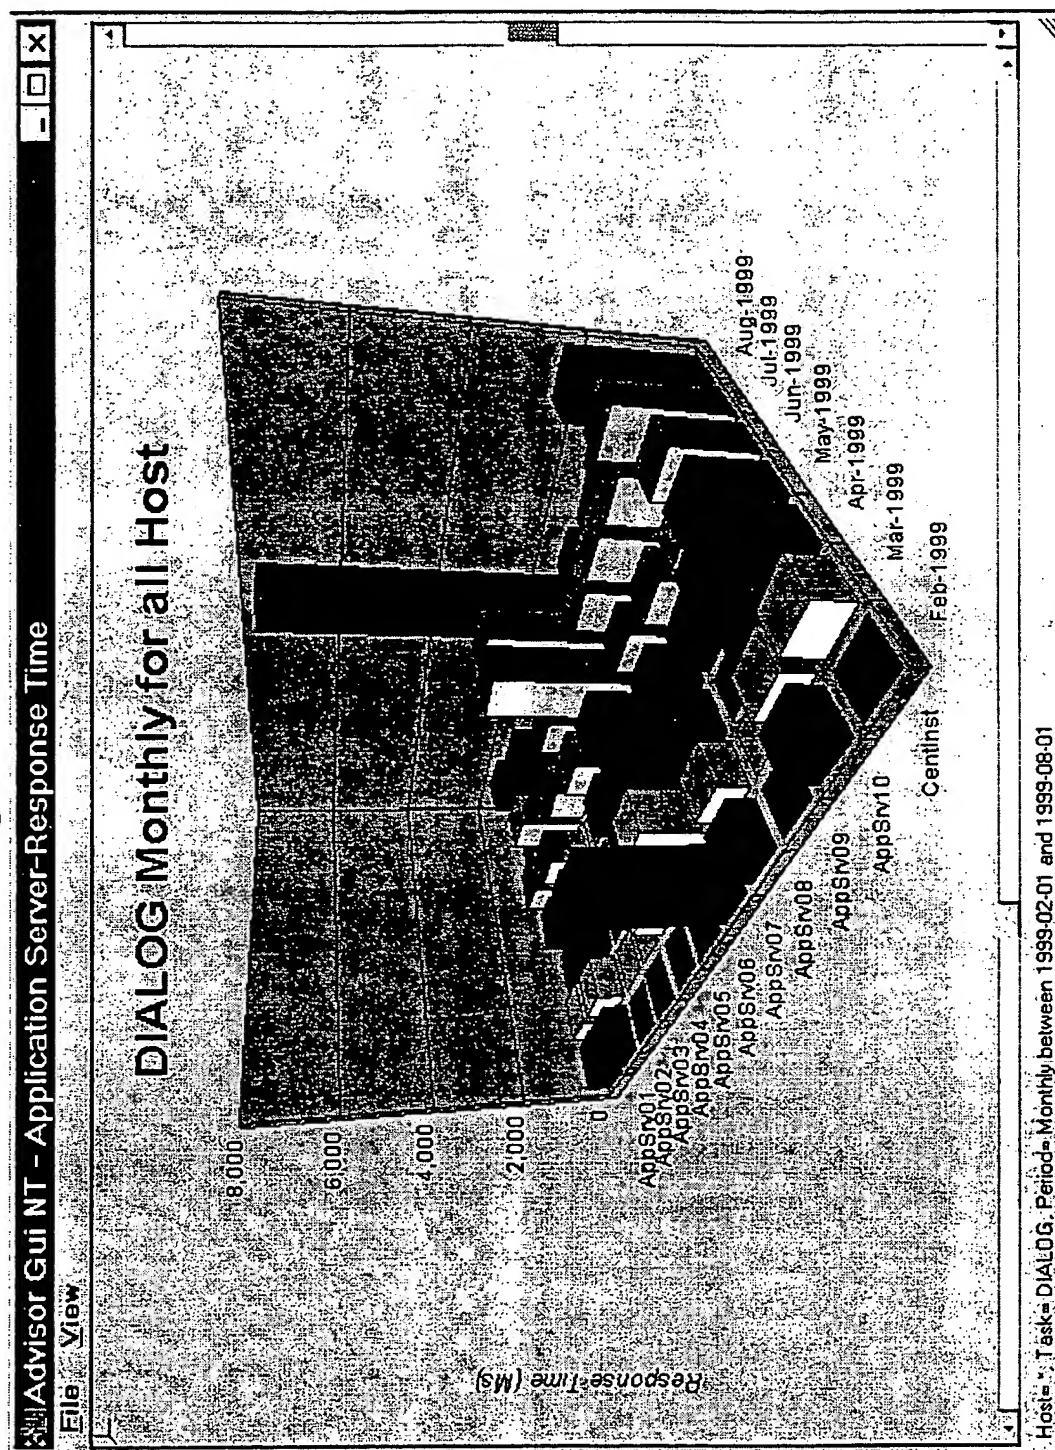 Advisor Gui NT - Application Server-Response Time
File View
DIALOG Monthly for all Host
8,000
6,000
4,000
2,000
0
Response Time (Ms)
AppSrv01
AppSrv02
AppSrv03
AppSrv04
AppSrv05
AppSrv06
AppSrv07
AppSrv08
AppSrv09
AppSrv10
CentInst
Feb-1999
Mar-1999
Apr-1999
May-1999
Jun-1999
Jul-1999
Aug-1999
Host= *, Task= DIALOG, Period= Monthly between 1999-02-01 and 1999-08-01